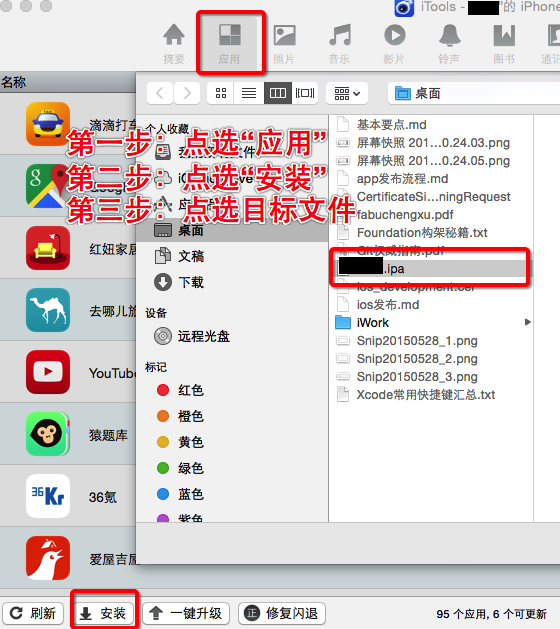 iTools - 的 iPhone
摘要
应用
照片
音乐
影片
铃声
图书
名称
桌面
个人收藏
滴滴打车
第一步：点选“应用”
第二步：点选“安装”
第三步：点选目标文件
桌面
文稿
下载
设备
远程光盘
标记
红色
橙色
黄色
绿色
蓝色
紫色
基本要点.md
屏幕快照 201...0.24.03.png
屏幕快照 201...0.24.05.png
app发布流程.md
CertificateSi...ningRequest
fabuchengxu.pdf
Foundation构架秘籍.txt
Git权威指南.pdf
.ipa
ios_development.cer
ios发布.md
iWork
Snip20150528_1.png
Snip20150528_2.png
Snip20150528_3.png
Xcode常用快捷键汇总.txt
红妞家居
去哪儿旅
YouTube
猿题库
36Kr
36氪
爱屋吉屋
刷新
安装
一键升级
正
修复闪退
95 个应用, 6 个可更新